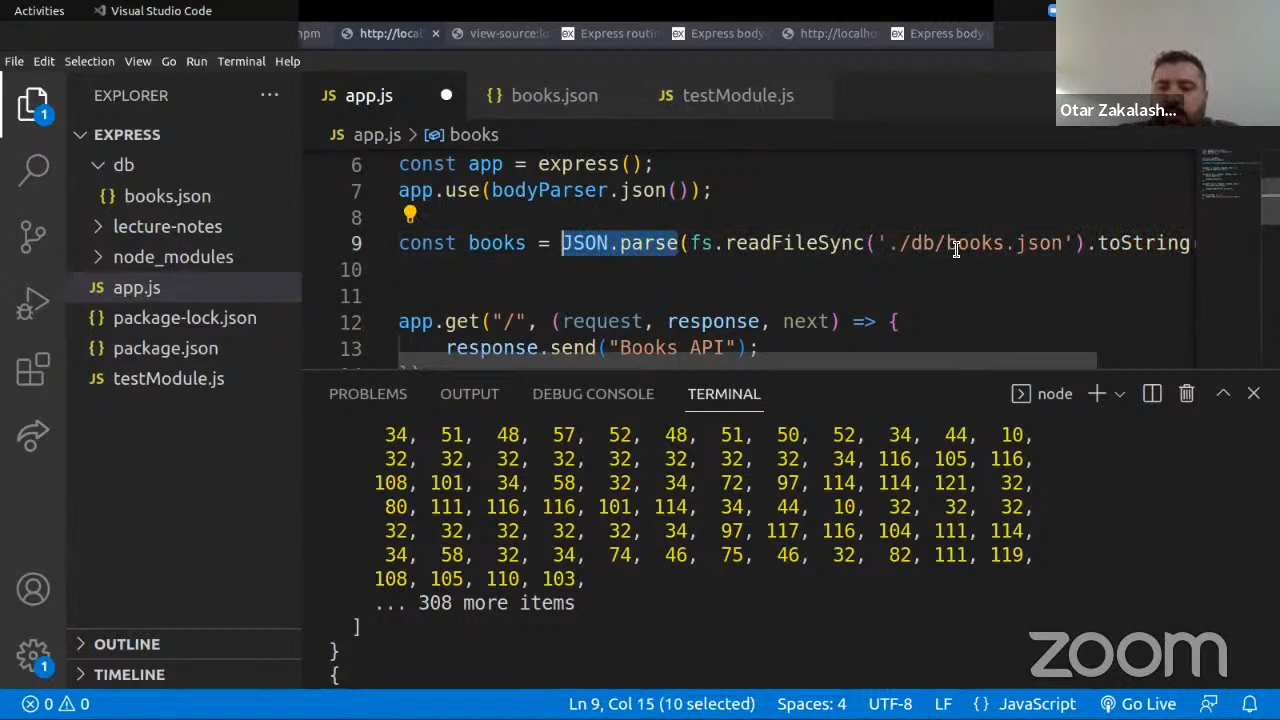 Activities Visual Studio Code
npm http://loca view-source:lo Express routin Express body- http://localho Express body-
File Edit Selection View Go Run Terminal Help
Otar Zakalash...
EXPLORER
app.js books.json testModule.js
EXPRESS
app.js > books
db
books.json
lecture-notes
node_modules
app.js
package-lock.json
package.json
testModule.js
6 const app = express();
7 app.use(bodyParser.json());
8
9 const books = JSON.parse(fs.readFileSync('./db/books.json').toString(
10
11
12 app.get("/", (request, response, next) => {
13 response.send("Books API");
PROBLEMS OUTPUT DEBUG CONSOLE TERMINAL node
34, 51, 48, 57, 52, 48, 51, 50, 52, 34, 44, 10,
32, 32, 32, 32, 32, 32, 32, 32, 34, 116, 105, 116,
108, 101, 34, 58, 32, 34, 72, 97, 114, 114, 121, 32,
80, 111, 116, 116, 101, 114, 34, 44, 10, 32, 32, 32,
32, 32, 32, 32, 32, 34, 97, 117, 116, 104, 111, 114,
34, 58, 32, 34, 74, 46, 75, 46, 32, 82, 111, 119,
108, 105, 110, 103,
... 308 more items
]
}
{
OUTLINE
TIMELINE
zoom
1
1
0 0 Ln 9, Col 15 (10 selected) Spaces: 4 UTF-8 LF {} JavaScript Go Live